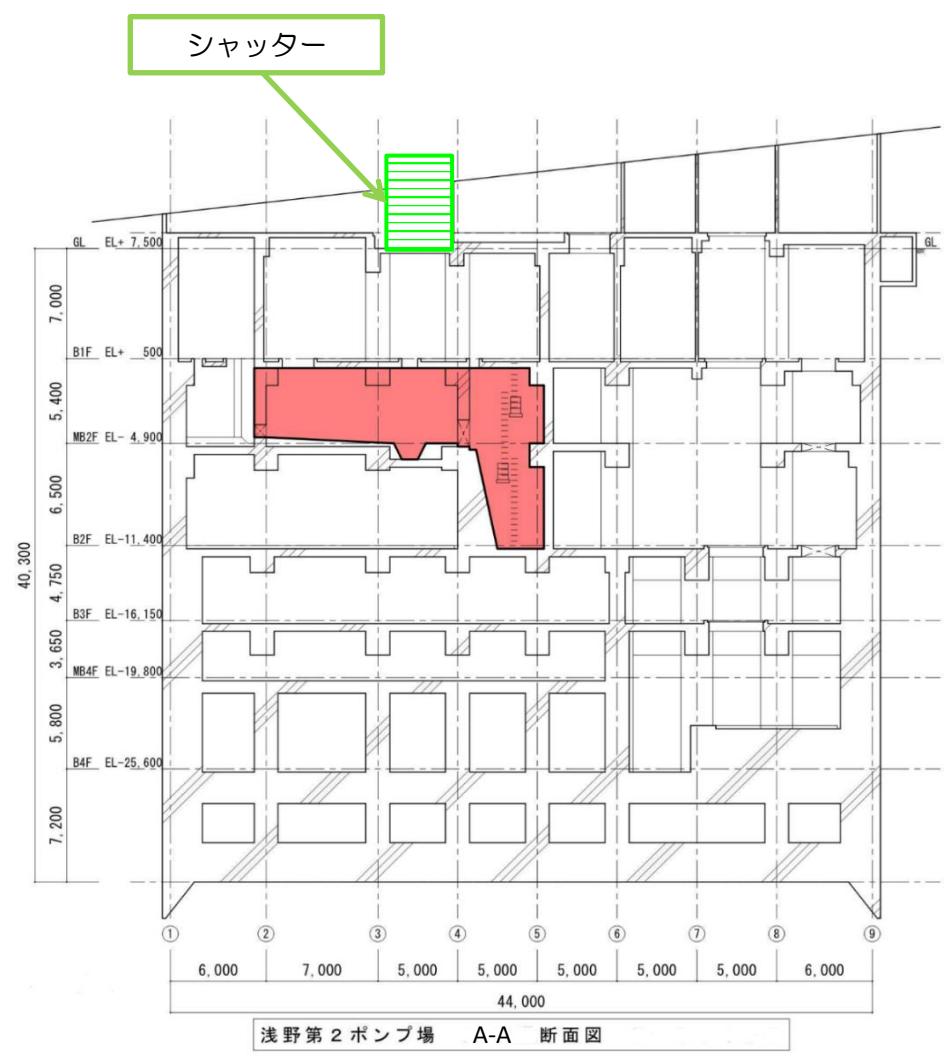 シャッター
GL EL+ 7,500
GL
7,000
B1F EL+ 500
5,400
MB2F EL- 4,900
6,500
B2F EL-11,400
40,300
4,750
B3F EL-16,150
3,650
MB4F EL-19,800
5,800
B4F EL-25,600
7,200
① ② ③ ④ ⑤ ⑥ ⑦ ⑧ ⑨
6,000 7,000 5,000 5,000 5,000 5,000 5,000 6,000
44,000
浅野第2ポンプ場 A-A 断面図